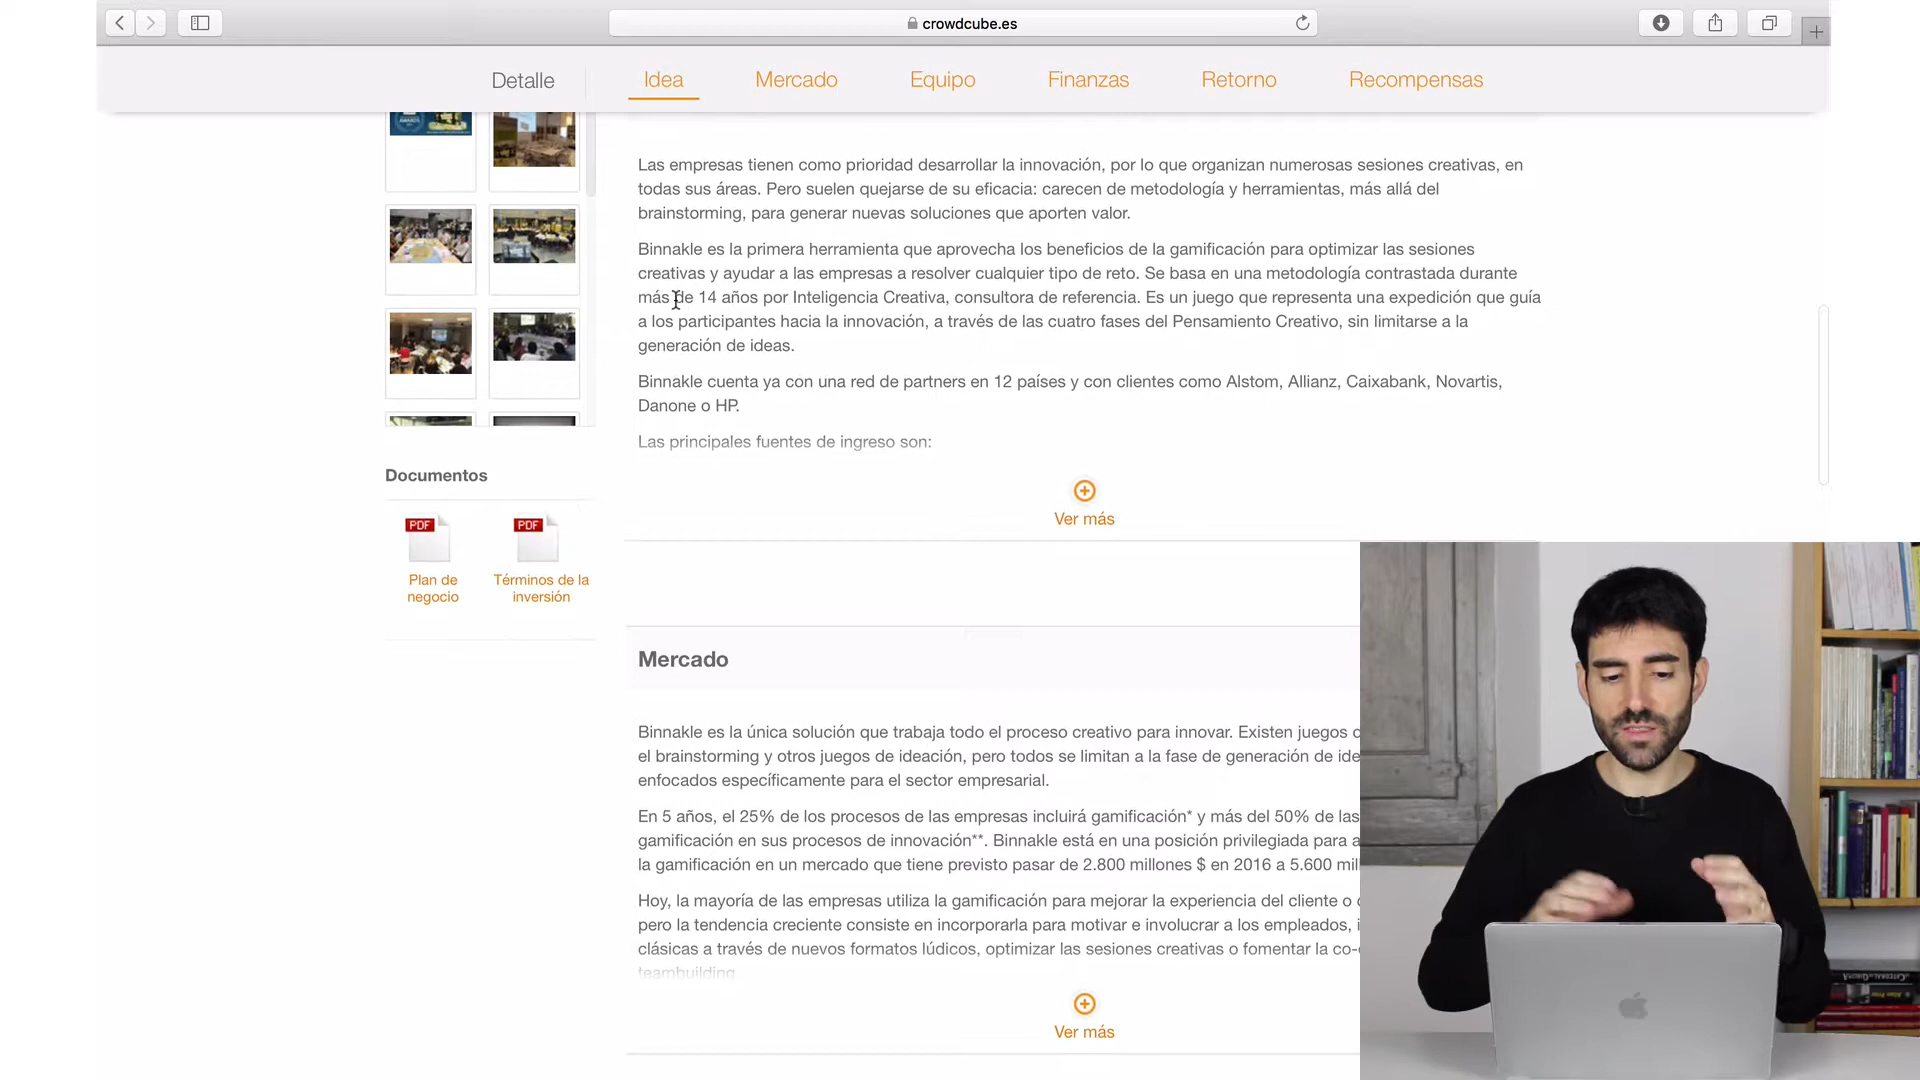 crowdcube.es
Detalle
Idea
Mercado
Equipo
Finanzas
Retorno
Recompensas
Las empresas tienen como prioridad desarrollar la innovación, por lo que organizan numerosas sesiones creativas, en
todas sus áreas. Pero suelen quejarse de su eficacia: carecen de metodología y herramientas, más allá del
brainstorming, para generar nuevas soluciones que aporten valor.
Binnakle es la primera herramienta que aprovecha los beneficios de la gamificación para optimizar las sesiones
creativas y ayudar a las empresas a resolver cualquier tipo de reto. Se basa en una metodología contrastada durante
más de 14 años por Inteligencia Creativa, consultora de referencia. Es un juego que representa una expedición que guía
a los participantes hacia la innovación, a través de las cuatro fases del Pensamiento Creativo, sin limitarse a la
generación de ideas.
Binnakle cuenta ya con una red de partners en 12 países y con clientes como Alstom, Allianz, Caixabank, Novartis,
Danone o HP.
Las principales fuentes de ingreso son:
Ver más
Documentos
PDF
Plan de
negocio
PDF
Términos de la
inversión
Mercado
Binnakle es la única solución que trabaja todo el proceso creativo para innovar. Existen juegos
el brainstorming y otros juegos de ideación, pero todos se limitan a la fase de generación de ide
enfocados específicamente para el sector empresarial.
En 5 años, el 25% de los procesos de las empresas incluirá gamificación* y más del 50% de las
gamificación en sus procesos de innovación**. Binnakle está en una posición privilegiada para a
la gamificación en un mercado que tiene previsto pasar de 2.800 millones $ en 2016 a 5.600 mil
Hoy, la mayoría de las empresas utiliza la gamificación para mejorar la experiencia del cliente o
pero la tendencia creciente consiste en incorporarla para motivar e involucrar a los empleados, i
clásicas a través de nuevos formatos lúdicos, optimizar las sesiones creativas o fomentar la co-
teambuilding
Ver más